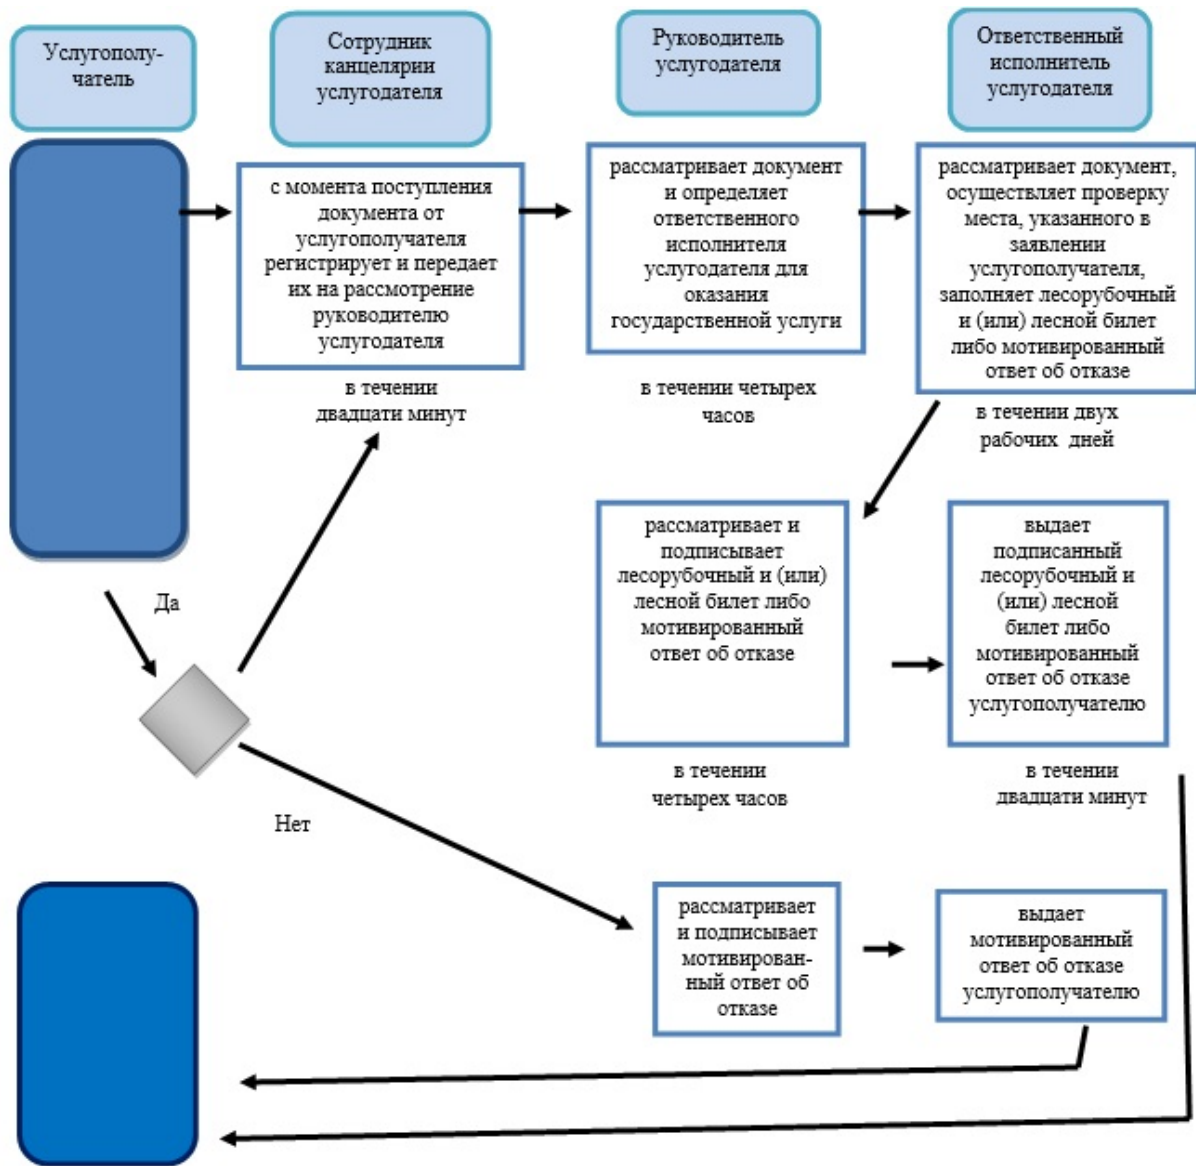 Услугополу-
чатель
Сотрудник
канцелярии
услугодателя
Руководитель
услугодателя
Ответственный
исполнитель
услугодателя
с момента поступления
документа от
услугополучателя
регистрирует и передает
их на рассмотрение
руководителю
услугодателя
в течении
двадцати минут
рассматривает документ
и определяет
ответственного
исполнителя
услугодателя для
оказания
государственной услуги
в течении четырех
часов
рассматривает документ,
осуществляет проверку
места, указанного в
заявлении
услугополучателя,
заполняет лесорубочный
и (или) лесной билет
либо мотивированный
ответ об отказе
в течении двух
рабочих дней
рассматривает и
подписывает
лесорубочный и (или)
лесной билет либо
мотивированный
ответ об отказе
в течении
четырех часов
выдает
подписанный
лесорубочный и
(или) лесной
билет либо
мотивированный
ответ об отказе
услугополучателю
в течении
двадцати минут
Да
Нет
рассматривает
и подписывает
мотивирован-
ный ответ об
отказе
выдает
мотивированный
ответ об отказе
услугополучателю